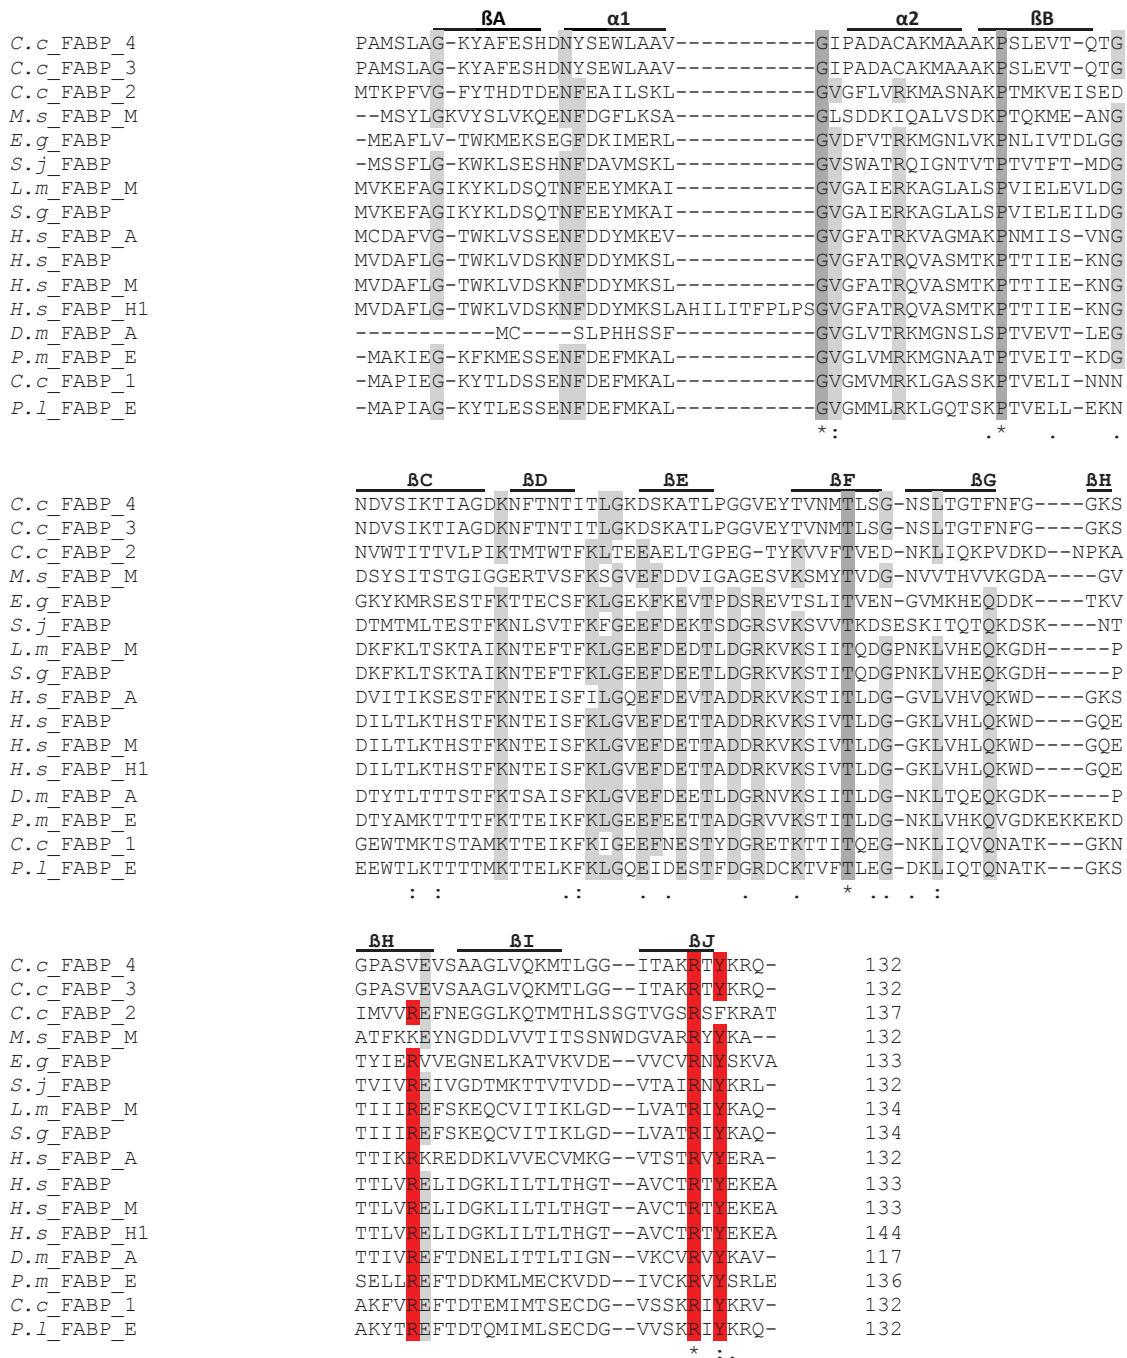 ßA α1 α2 ßB
C.c_FABP_4 PAMSLAG-KYAFESHDNYSEWLAAV-----------GIPADACAKMAAAKPSLEVT-QTG
C.c_FABP_3 PAMSLAG-KYAFESHDNYSEWLAAV-----------GIPADACAKMAAAKPSLEVT-QTG
C.c_FABP_2 MTKPFVG-FYTHDTDENFEAILSKL-----------GVGFLVRKMASNAKPTMKVEISED
M.s_FABP_M --MSYLGKVYSLVKQENFDGFLKSA-----------GLSDDKIQALVSDKPTQKME-ANG
E.g_FABP -MEAFLV-TWKMEKSEGFDKIMERL-----------GVDFVTRKMGNLVKPNLIVTDLGG
S.j_FABP -MSSFLG-KWKLSESHNFDAVMSKL-----------GVSWATRQIGNTVTPTVTFT-MDG
L.m_FABP_M MVKEFAGIKYKLDSQTNFEEYMKAI-----------GVGAIERKAGLALSPVIELEVLDG
S.g_FABP MVKEFAGIKYKLDSQTNFEEYMKAI-----------GVGAIERKAGLALSPVIELEILDG
H.s_FABP_A MCDAFVG-TWKLVSSENFDDYMKEV-----------GVGFATRKVAGMAKPNMIIS-VNG
H.s_FABP MVDAFLG-TWKLVDSKNFDDYMKSL-----------GVGFATRQVASMTKPTTIIE-KNG
H.s_FABP_M MVDAFLG-TWKLVDSKNFDDYMKSL-----------GVGFATRQVASMTKPTTIIE-KNG
H.s_FABP_H1 MVDAFLG-TWKLVDSKNFDDYMKSLAHILITFPLPSGVGFATRQVASMTKPTTIIE-KNG
D.m_FABP_A -----------MC----SLPHHSSF-----------GVGLVTRKMGNSLSPTVEVT-LEG
P.m_FABP_E -MAKIEG-KFKMESSENFDEFMKAL-----------GVGLVMRKMGNAATPTVEIT-KDG
C.c_FABP_1 -MAPIEG-KYTLDSSENFDEFMKAL-----------GVGMVMRKLGASSKPTVELI-NNN
P.l_FABP_E -MAPIAG-KYTLESSENFDEFMKAL-----------GVGMMLRKLGQTSKPTVELL-EKN
*: .* . .
ßC ßD ßE ßF ßG ßH
C.c_FABP_4 NDVSIKTIAGDKNFTNTITLGKDSKATLPGGVEYTVNMTLSG-NSLTGTFNFG----GKS
C.c_FABP_3 NDVSIKTIAGDKNFTNTITLGKDSKATLPGGVEYTVNMTLSG-NSLTGTFNFG----GKS
C.c_FABP_2 NVWTITTVLPIKTMTWTFKLTEEAELTGPEG-TYKVVFTVED-NKLIQKPVDKD--NPKA
M.s_FABP_M DSYSITSTGIGGERTVSFKSGVEFDDVIGAGESVKSMYTVDG-NVVTHVVKGDA----GV
E.g_FABP GKYKMRSESTFKTTECSFKLGEKFKEVTPDSREVTSLITVEN-GVMKHEQDDK----TKV
S.j_FABP DTMTMLTESTFKNLSVTFKFGEEFDEKTSDGRSVKSVVTKDSESKITQTQKDSK----NT
L.m_FABP_M DKFKLTSKTAIKNTEFTFKLGEEFDEDTLDGRKVKSIITQDGPNKLVHEQKGDH-----P
S.g_FABP DKFKLTSKTAIKNTEFTFKLGEEFDEETLDGRKVKSTITQDGPNKLVHEQKGDH-----P
H.s_FABP_A DVITIKSESTFKNTEISFILGQEFDEVTADDRKVKSTITLDG-GVLVHVQKWD----GKS
H.s_FABP DILTLKTHSTFKNTEISFKLGVEFDETTADDRKVKSIVTLDG-GKLVHLQKWD----GQE
H.s_FABP_M DILTLKTHSTFKNTEISFKLGVEFDETTADDRKVKSIVTLDG-GKLVHLQKWD----GQE
H.s_FABP_H1 DILTLKTHSTFKNTEISFKLGVEFDETTADDRKVKSIVTLDG-GKLVHLQKWD----GQE
D.m_FABP_A DTYTLTTTSTFKTSAISFKLGVEFDEETLDGRNVKSIITLDG-NKLTQEQKGDK-----P
P.m_FABP_E DTYAMKTTTTFKTTEIKFKLGEEFEETTADGRVVKSTITLDG-NKLVHKQVGDKEKKEKD
C.c_FABP_1 GEWTMKTSTAMKTTEIKFKIGEEFNESTYDGRETKTTITQEG-NKLIQVQNATK---GKN
P.l_FABP_E EEWTLKTTTTMKTTELKFKLGQEIDESTFDGRDCKTVFTLEG-DKLIQTQNATK---GKS
: : .: . . . . * .. . :
ßH ßI ßJ
C.c_FABP_4 GPASVEVSAAGLVQKMTLGG--ITAKRTYKRQ- 132
C.c_FABP_3 GPASVEVSAAGLVQKMTLGG--ITAKRTYKRQ- 132
C.c_FABP_2 IMVVREFNEGGLKQTMTHLSSGTVGSRSFKRAT 137
M.s_FABP_M ATFKKEYNGDDLVVTITSSNWDGVARRYYKA-- 132
E.g_FABP TYIERVVEGNELKATVKVDE--VVCVRNYSKVA 133
S.j_FABP TVIVREIVGDTMKTTVTVDD--VTAIRNYKRL- 132
L.m_FABP_M TIIIREFSKEQCVITIKLGD--LVATRIYKAQ- 134
S.g_FABP TIIIREFSKEQCVITIKLGD--LVATRIYKAQ- 134
H.s_FABP_A TTIKRKREDDKLVVECVMKG--VTSTRVYERA- 132
H.s_FABP TTLVRELIDGKLILTLTHGT--AVCTRTYEKEA 133
H.s_FABP_M TTLVRELIDGKLILTLTHGT--AVCTRTYEKEA 133
H.s_FABP_H1 TTLVRELIDGKLILTLTHGT--AVCTRTYEKEA 144
D.m_FABP_A TTIVREFTDNELITTLTIGN--VKCVRVYKAV- 117
P.m_FABP_E SELLREFTDDKMLMECKVDD--IVCKRVYSRLE 136
C.c_FABP_1 AKFVREFTDTEMIMTSECDG--VSSKRIYKRV- 132
P.l_FABP_E AKYTREFTDTQMIMLSECDG--VVSKRIYKRQ- 132
* :.